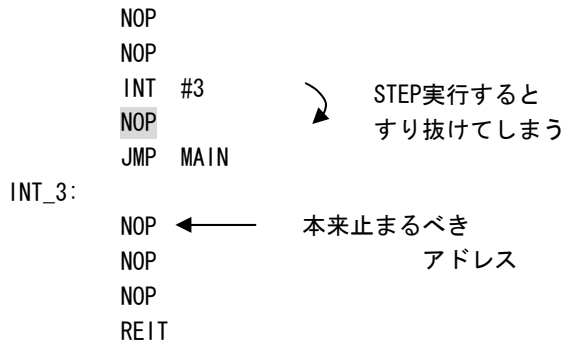 NOP
NOP
INT #3
STEP実行すると
NOP
すり抜けてしまう
JMP MAIN
INT_3:
NOP
本来止まるべき
NOP
アドレス
NOP
REIT